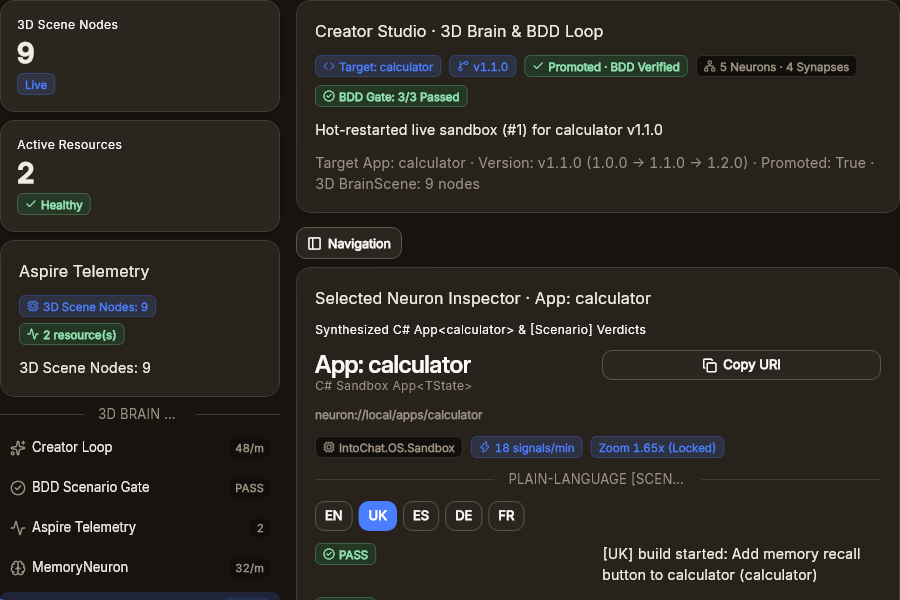 3D Scene Nodes
9
Live
Active Resources
2
Healthy
Aspire Telemetry
3D Scene Nodes: 9
2 resource(s)
3D Scene Nodes: 9
3D BRAIN ...
Creator Loop 48/m
BDD Scenario Gate PASS
Aspire Telemetry 2
MemoryNeuron 32/m
Creator Studio · 3D Brain & BDD Loop
Target: calculator v1.1.0 Promoted · BDD Verified 5 Neurons · 4 Synapses
BDD Gate: 3/3 Passed
Hot-restarted live sandbox (#1) for calculator v1.1.0
Target App: calculator · Version: v1.1.0 (1.0.0 → 1.1.0 → 1.2.0) · Promoted: True ·
3D BrainScene: 9 nodes
Navigation
Selected Neuron Inspector · App: calculator
Synthesized C# App<calculator> & [Scenario] Verdicts
App: calculator
Copy URI
C# Sandbox App<TState>
neuron://local/apps/calculator
IntoChat.OS.Sandbox 18 signals/min Zoom 1.65x (Locked)
PLAIN-LANGUAGE [SCEN...
EN UK ES DE FR
PASS
[UK] build started: Add memory recall
button to calculator (calculator)